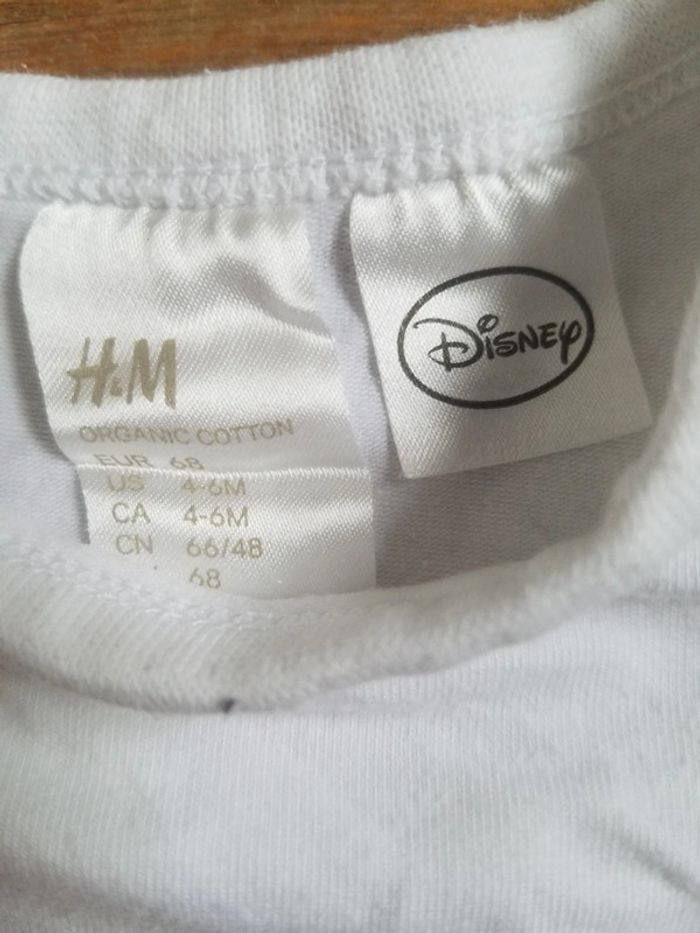 H&M
ORGANIC COTTON
EUR 68
US 4-6M
CA 4-6M
CN 66/48
68
Disney